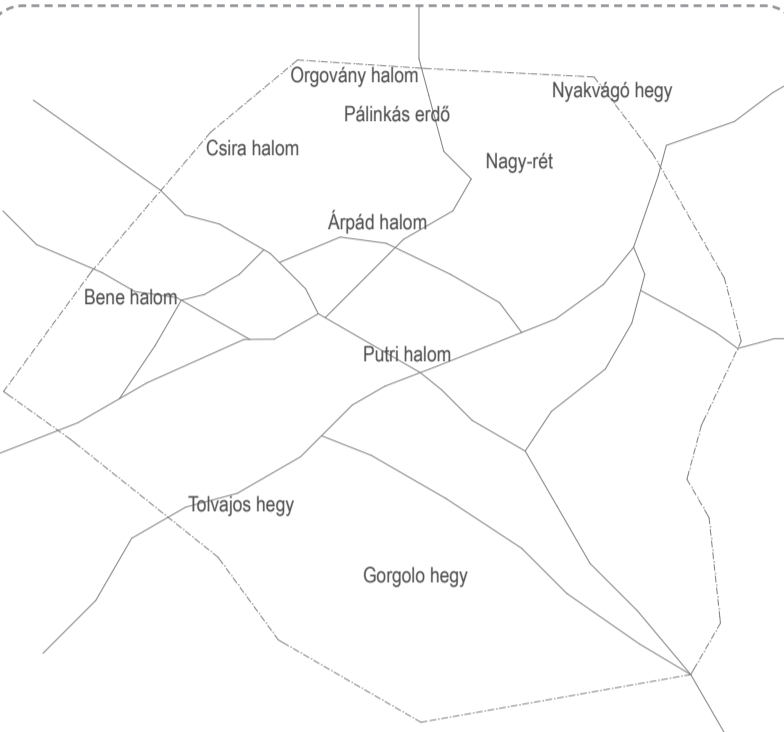 Orgovány halom
Nyakvágó hegy
Pálinkás erdő
Csira halom
Nagy-rét
Árpád halom
Bene halom
Putri halom
Tolvajos hegy
Gorgolo hegy